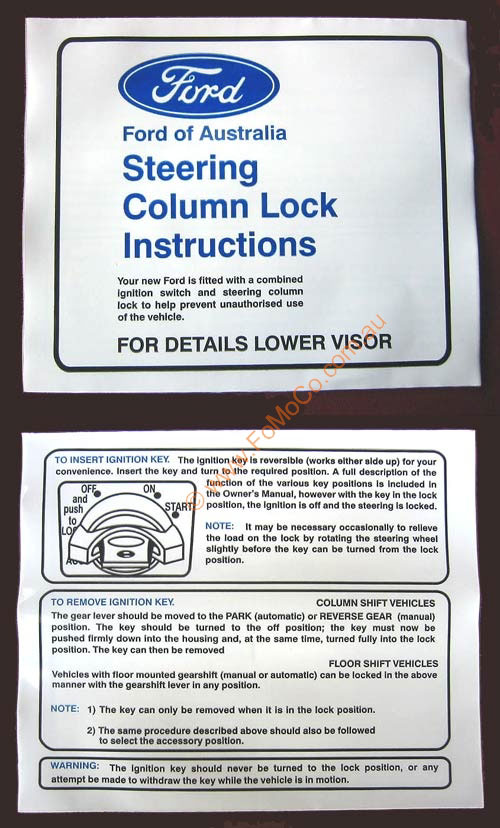 Ford
Ford of Australia
Steering
Column Lock
Instructions
Your new Ford is fitted with a combined
ignition switch and steering column
lock to help prevent unauthorised use
of the vehicle.
FOR DETAILS LOWER VISOR
© www.FoMoCo.com.au
TO INSERT IGNITION KEY. The ignition key is reversible (works either side up) for your
convenience. Insert the key and turn to the required position. A full description of the
function of the various key positions is included in
the Owner's Manual, however with the key in the lock
position, the ignition is off and the steering is locked.
OFF
and
push
to
ON
START
NOTE: It may be necessary occasionally to relieve
the load on the lock by rotating the steering wheel
slightly before the key can be turned from the lock
position.
TO REMOVE IGNITION KEY. COLUMN SHIFT VEHICLES
The gear lever should be moved to the PARK (automatic) or REVERSE GEAR (manual)
position. The key should be turned to the off position; the key must now be
pushed firmly down into the housing and, at the same time, turned fully into the lock
position. The key can then be removed
FLOOR SHIFT VEHICLES
Vehicles with floor mounted gearshift (manual or automatic) can be locked in the above
manner with the gearshift lever in any position.
NOTE: 1) The key can only be removed when it is in the lock position.
2) The same procedure described above should also be followed
to select the accessory position.
WARNING: The ignition key should never be turned to the lock position, or any
attempt be made to withdraw the key while the vehicle is in motion.